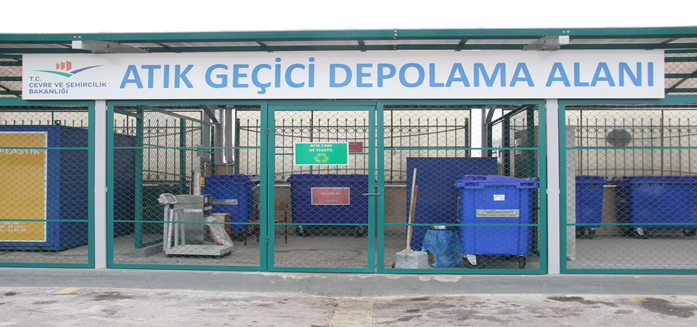 T.C.
ÇEVRE VE ŞEHİRCİLİK
BAKANLIĞI
ATIK GEÇİCİ DEPOLAMA ALANI
ATIK CAM
VE TEKSTİL